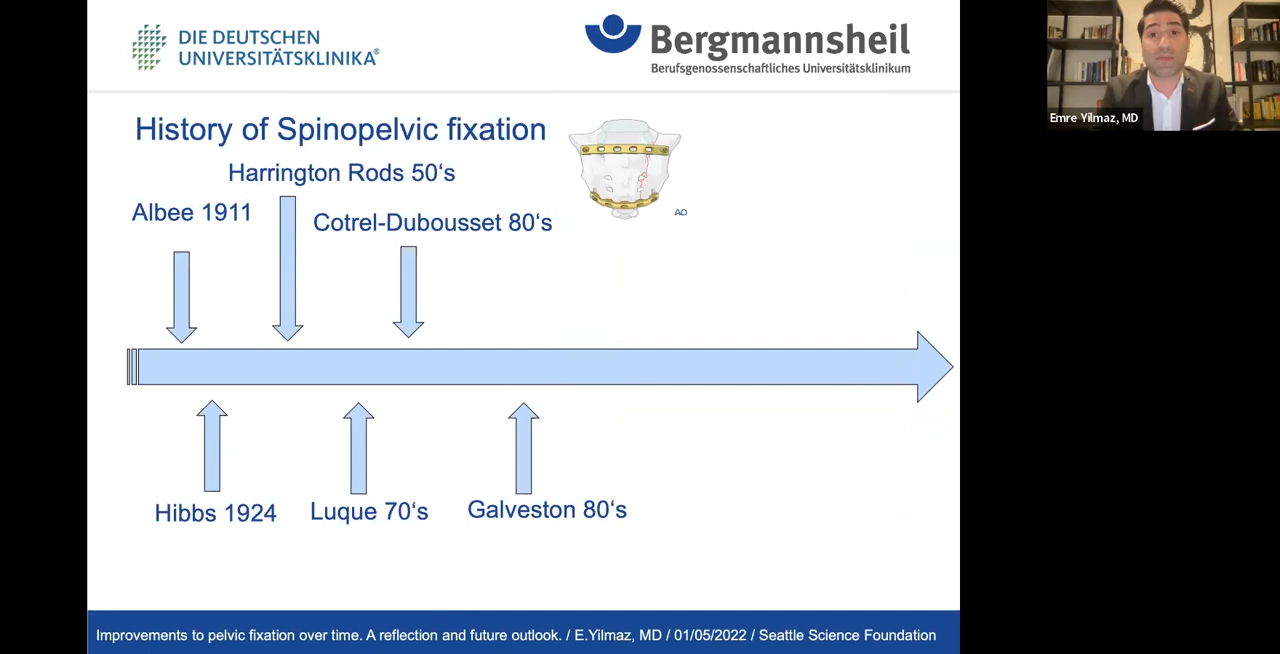 DIE DEUTSCHEN
UNIVERSITÄTSKLINIKA®
Bergmannsheil
Berufsgenossenschaftliches Universitätsklinikum
Emre Yilmaz, MD
History of Spinopelvic fixation
Harrington Rods 50‘s
Albee 1911
Cotrel-Dubousset 80‘s
AO
Hibbs 1924
Luque 70‘s
Galveston 80‘s
Improvements to pelvic fixation over time. A reflection and future outlook. / E.Yilmaz, MD / 01/05/2022 / Seattle Science Foundation